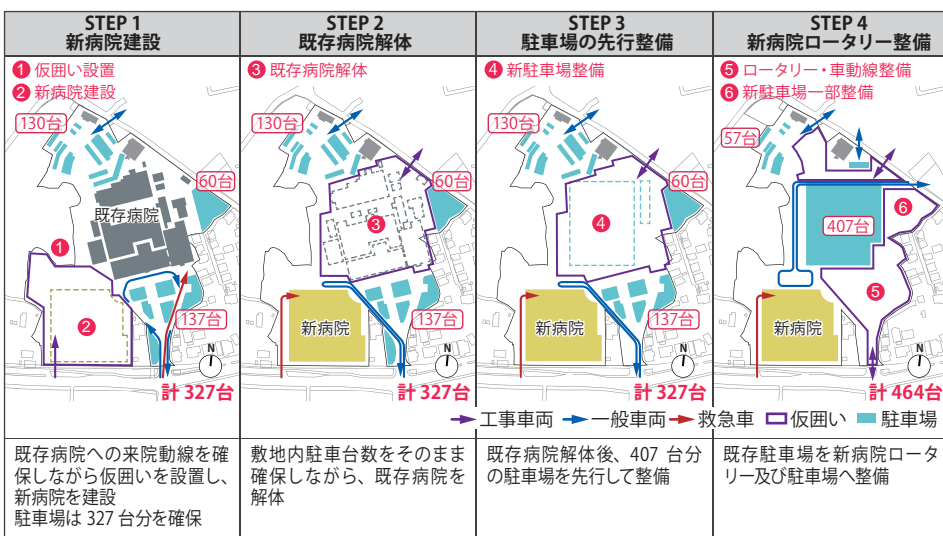 STEP 1
新病院建設
1 仮囲い設置
2 新病院建設
130台
60台
既存病院
1
2
137台
N
計 327台
既存病院への来院動線を確
保しながら仮囲いを設置し、
新病院を建設
駐車場は 327 台分を確保
STEP 2
既存病院解体
3 既存病院解体
130台
60台
3
新病院
137台
N
計 327台
敷地内駐車台数をそのまま
確保しながら、既存病院を
解体
STEP 3
駐車場の先行整備
4 新駐車場整備
130台
60台
4
新病院
137台
N
計 327台
既存病院解体後、407 台分
の駐車場を先行して整備
STEP 4
新病院ロータリー整備
5 ロータリー・車動線整備
6 新駐車場一部整備
57台
6
407台
5
新病院
N
計 464台
既存駐車場を新病院ロータ
リー及び駐車場へ整備
工事車両 一般車両 救急車 仮囲い 駐車場